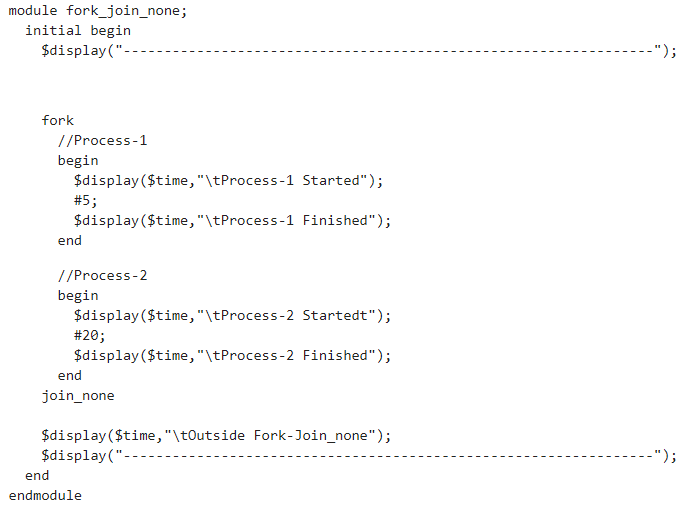 module fork_join_none;
  initial begin
    $display("-----------------------------------------------------------------");
    fork
      //Process-1
      begin
        $display($time,"\tProcess-1 Started");
        #5;
        $display($time,"\tProcess-1 Finished");
      end
      //Process-2
      begin
        $display($time,"\tProcess-2 Startedt");
        #20;
        $display($time,"\tProcess-2 Finished");
      end
    join_none
    $display($time,"\tOutside Fork-Join_none");
    $display("-----------------------------------------------------------------");
  end
endmodule